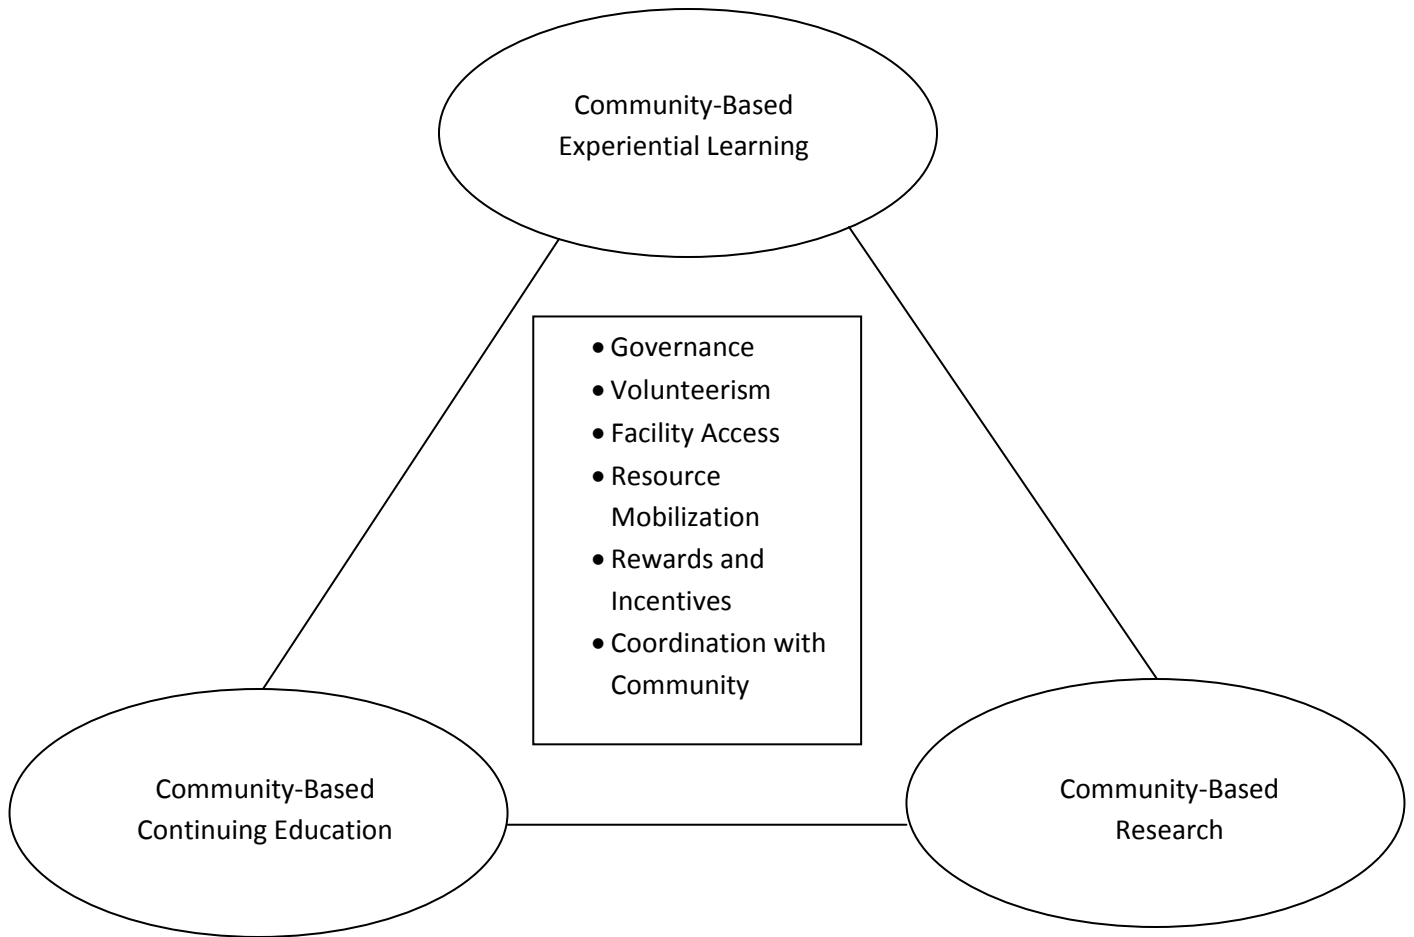 Community-Based
Experiential Learning
• Governance
• Volunteerism
• Facility Access
• Resource
Mobilization
• Rewards and
Incentives
• Coordination with
Community
Community-Based
Continuing Education
Community-Based
Research